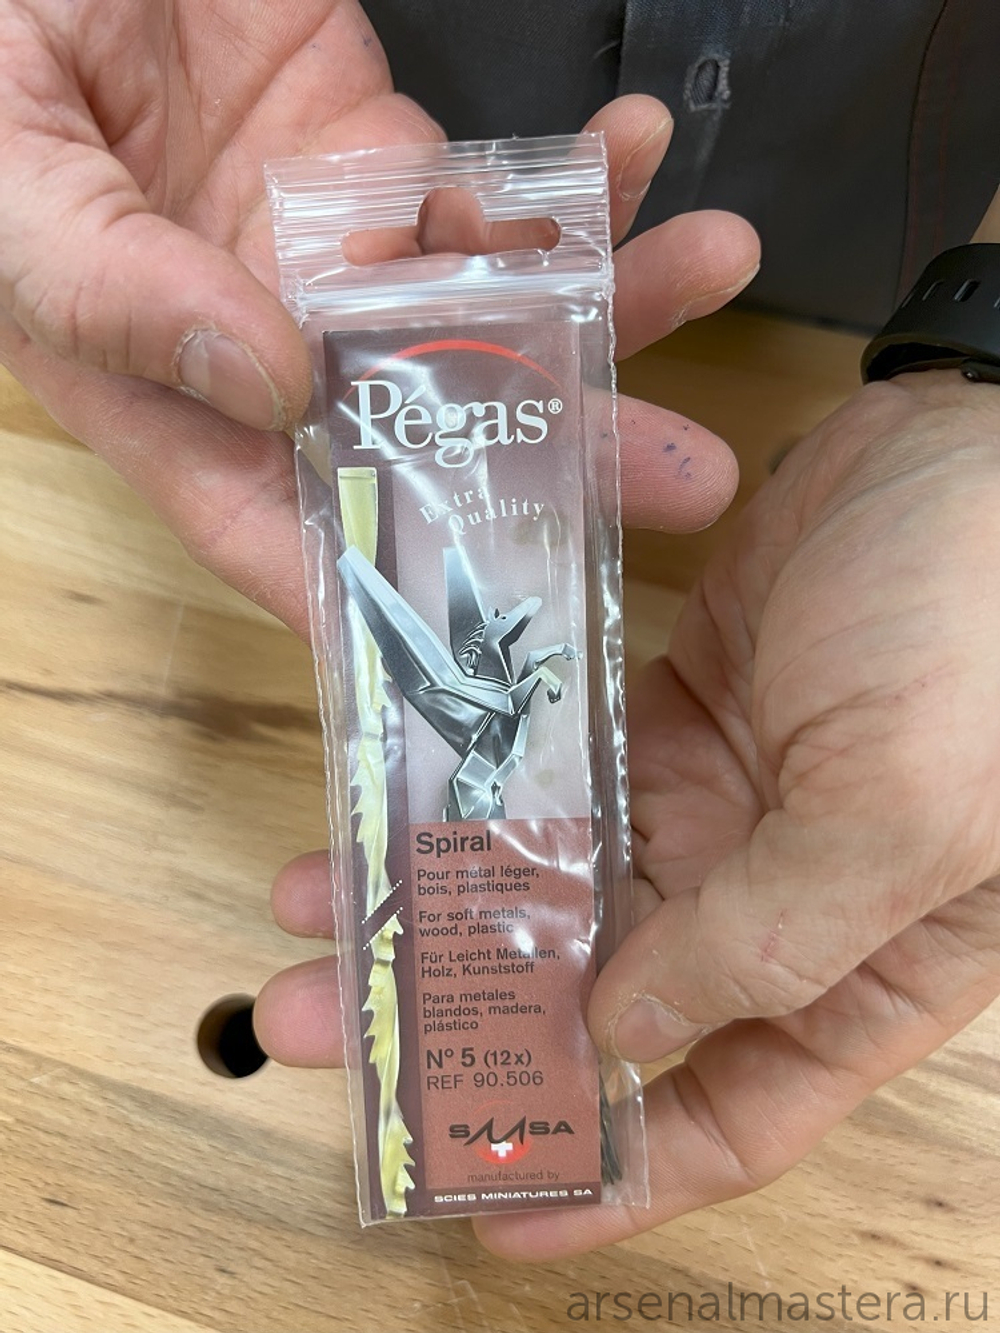 Pégas®
Extra
Quality
Spiral
Pour métal léger,
bois, plastiques
For soft metals,
wood, plastic
Für Leicht Metallen,
Holz, Kunststoff
Para metales
blandos, madera,
plástico
Nº 5 (12x)
REF 90.506
SMSA
manufactured by
SCIES MINIATURES SA
arsenalmastera.ru